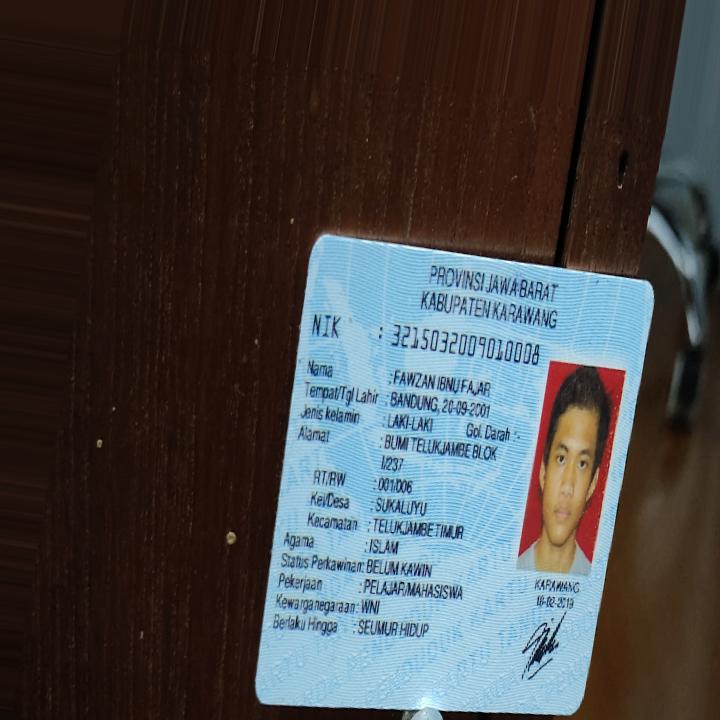 PROVINSI JAWA BARAT
KABUPATEN KARAWANG
NIK : 3215032009010008
Nama : FAWZAN IBNU FAJAR
Tempat/Tgl Lahir : BANDUNG, 20-09-2001
Jenis kelamin : LAKI-LAKI Gol. Darah :-
Alamat : BUMI TELUKJAMBE BLOK
I/237
RT/RW : 001/006
Kel/Desa : SUKALUYU
Kecamatan : TELUKJAMBE TIMUR
Agama : ISLAM
Status Perkawinan: BELUM KAWIN
Pekerjaan : PELAJAR/MAHASISWA
Kewarganegaraan: WNI
Berlaku Hingga : SEUMUR HIDUP
KARAWANG
18-02-2019